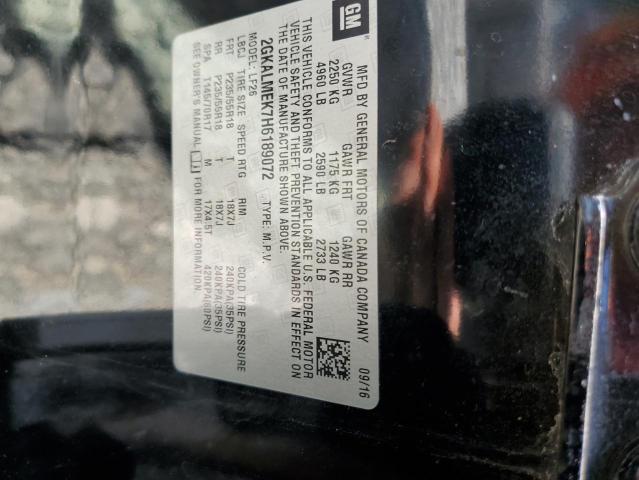 GM
MFD BY GENERAL MOTORS OF CANADA COMPANY 09/16
GVWR GAWR FRT GAWR RR
2250 KG 1175 KG 1240 KG
4960 LB 2590 LB 2733 LB
THIS VEHICLE CONFORMS TO ALL APPLICABLE U.S. FEDERAL MOTOR
VEHICLE SAFETY AND THEFT PREVENTION STANDARDS IN EFFECT ON
THE DATE OF MANUFACTURE SHOWN ABOVE.
2GKALMEK7H6189072 TYPE: M.P.V.
MODEL: LF26
LBCJ TIRE SIZE SPEED RTG RIM COLD TIRE PRESSURE
FRT P235/55R18 T 18X7J 240KPA(35PSI)
RR P235/55R18 T 18X7J 240KPA(35PSI)
SPA T145/70R17 M 17X4.5T 420KPA(60PSI)
SEE OWNER'S MANUAL FOR MORE INFORMATION.